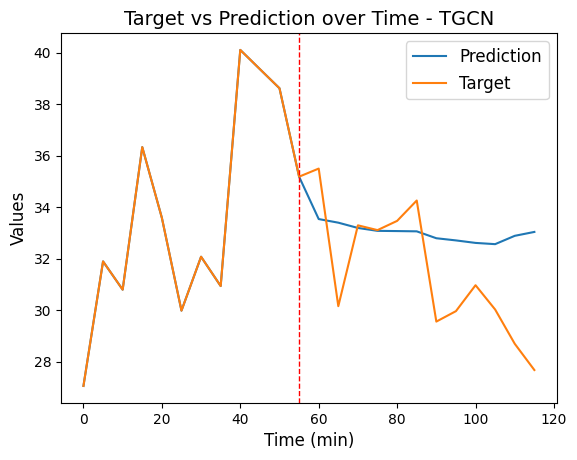 Target vs Prediction over Time - TGCN
Prediction
Target
Values
40
38
36
34
32
30
28
0
20
40
60
80
100
120
Time (min)